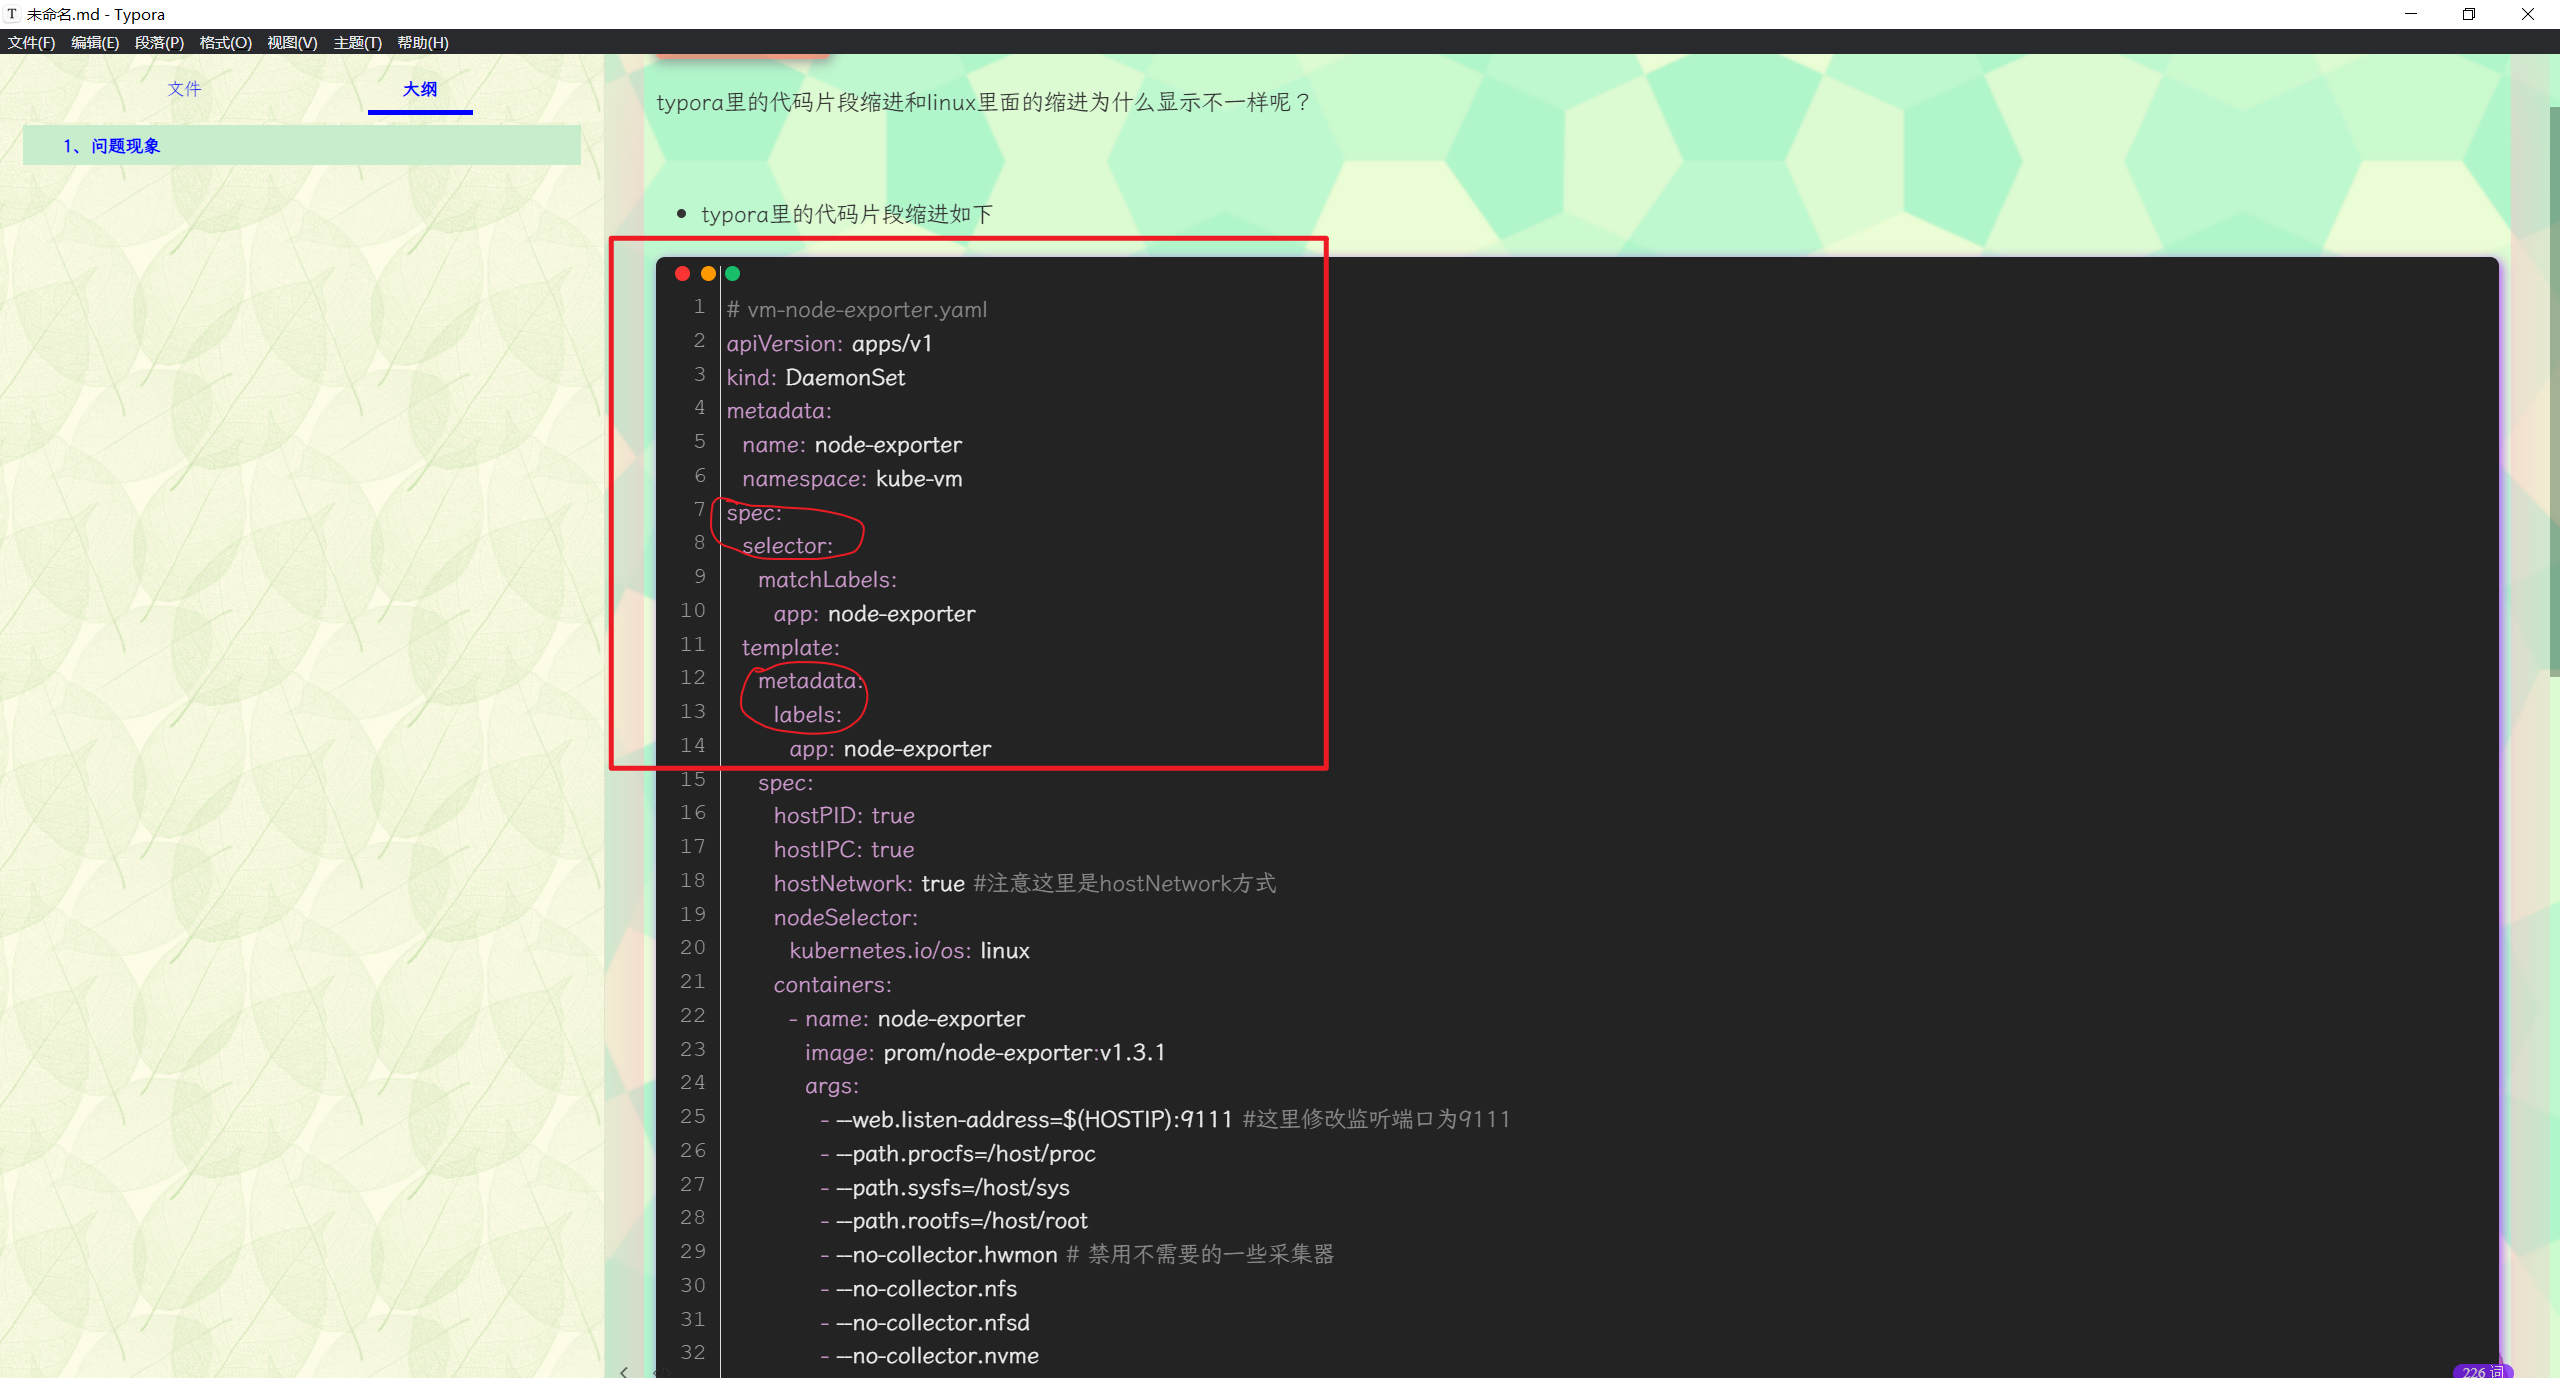 未命名.md - Typora
文件(F) 编辑(E) 段落(P) 格式(O) 视图(V) 主题(T) 帮助(H)
文件 大纲
1、问题现象
typora里的代码片段缩进和linux里面的缩进为什么显示不一样呢？
typora里的代码片段缩进如下
1 # vm-node-exporter.yaml
2 apiVersion: apps/v1
3 kind: DaemonSet
4 metadata:
5   name: node-exporter
6   namespace: kube-vm
7 spec:
8   selector:
9     matchLabels:
10       app: node-exporter
11   template:
12     metadata:
13       labels:
14         app: node-exporter
15     spec:
16       hostPID: true
17       hostIPC: true
18       hostNetwork: true #注意这里是hostNetwork方式
19       nodeSelector:
20         kubernetes.io/os: linux
21       containers:
22         - name: node-exporter
23           image: prom/node-exporter:v1.3.1
24           args:
25             - --web.listen-address=$(HOSTIP):9111 #这里修改监听端口为9111
26             - --path.procfs=/host/proc
27             - --path.sysfs=/host/sys
28             - --path.rootfs=/host/root
29             - --no-collector.hwmon # 禁用不需要的一些采集器
30             - --no-collector.nfs
31             - --no-collector.nfsd
32             - --no-collector.nvme
226 词